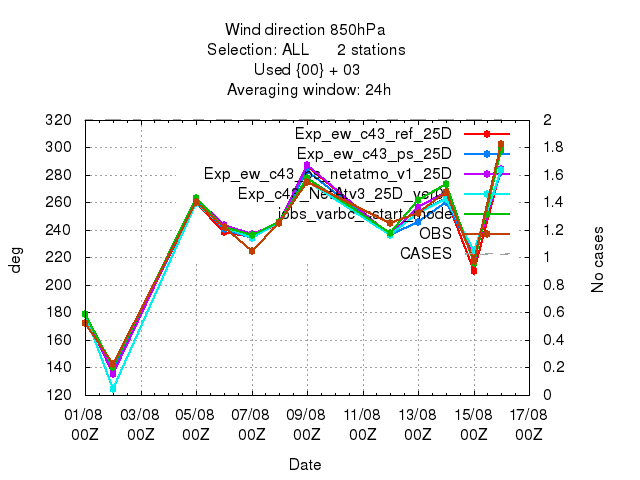 Wind direction 850hPa
Selection: ALL 2 stations
Used {00} + 03
Averaging window: 24h
320 2
300 1.8
280 1.6
260 1.4
240 1.2
220 1
200 0.8
180 0.6
160 0.4
140 0.2
120 0
deg
No cases
Exp_ew_c43_ref_25D
Exp_ew_c43_ps_25D
Exp_ew_c43 netatmo_v1_25D
OBS
CASES
01/08 03/08 05/08 07/08 09/08 11/08 13/08 15/08 17/08
00Z 00Z 00Z 00Z 00Z 00Z 00Z 00Z 00Z
Date